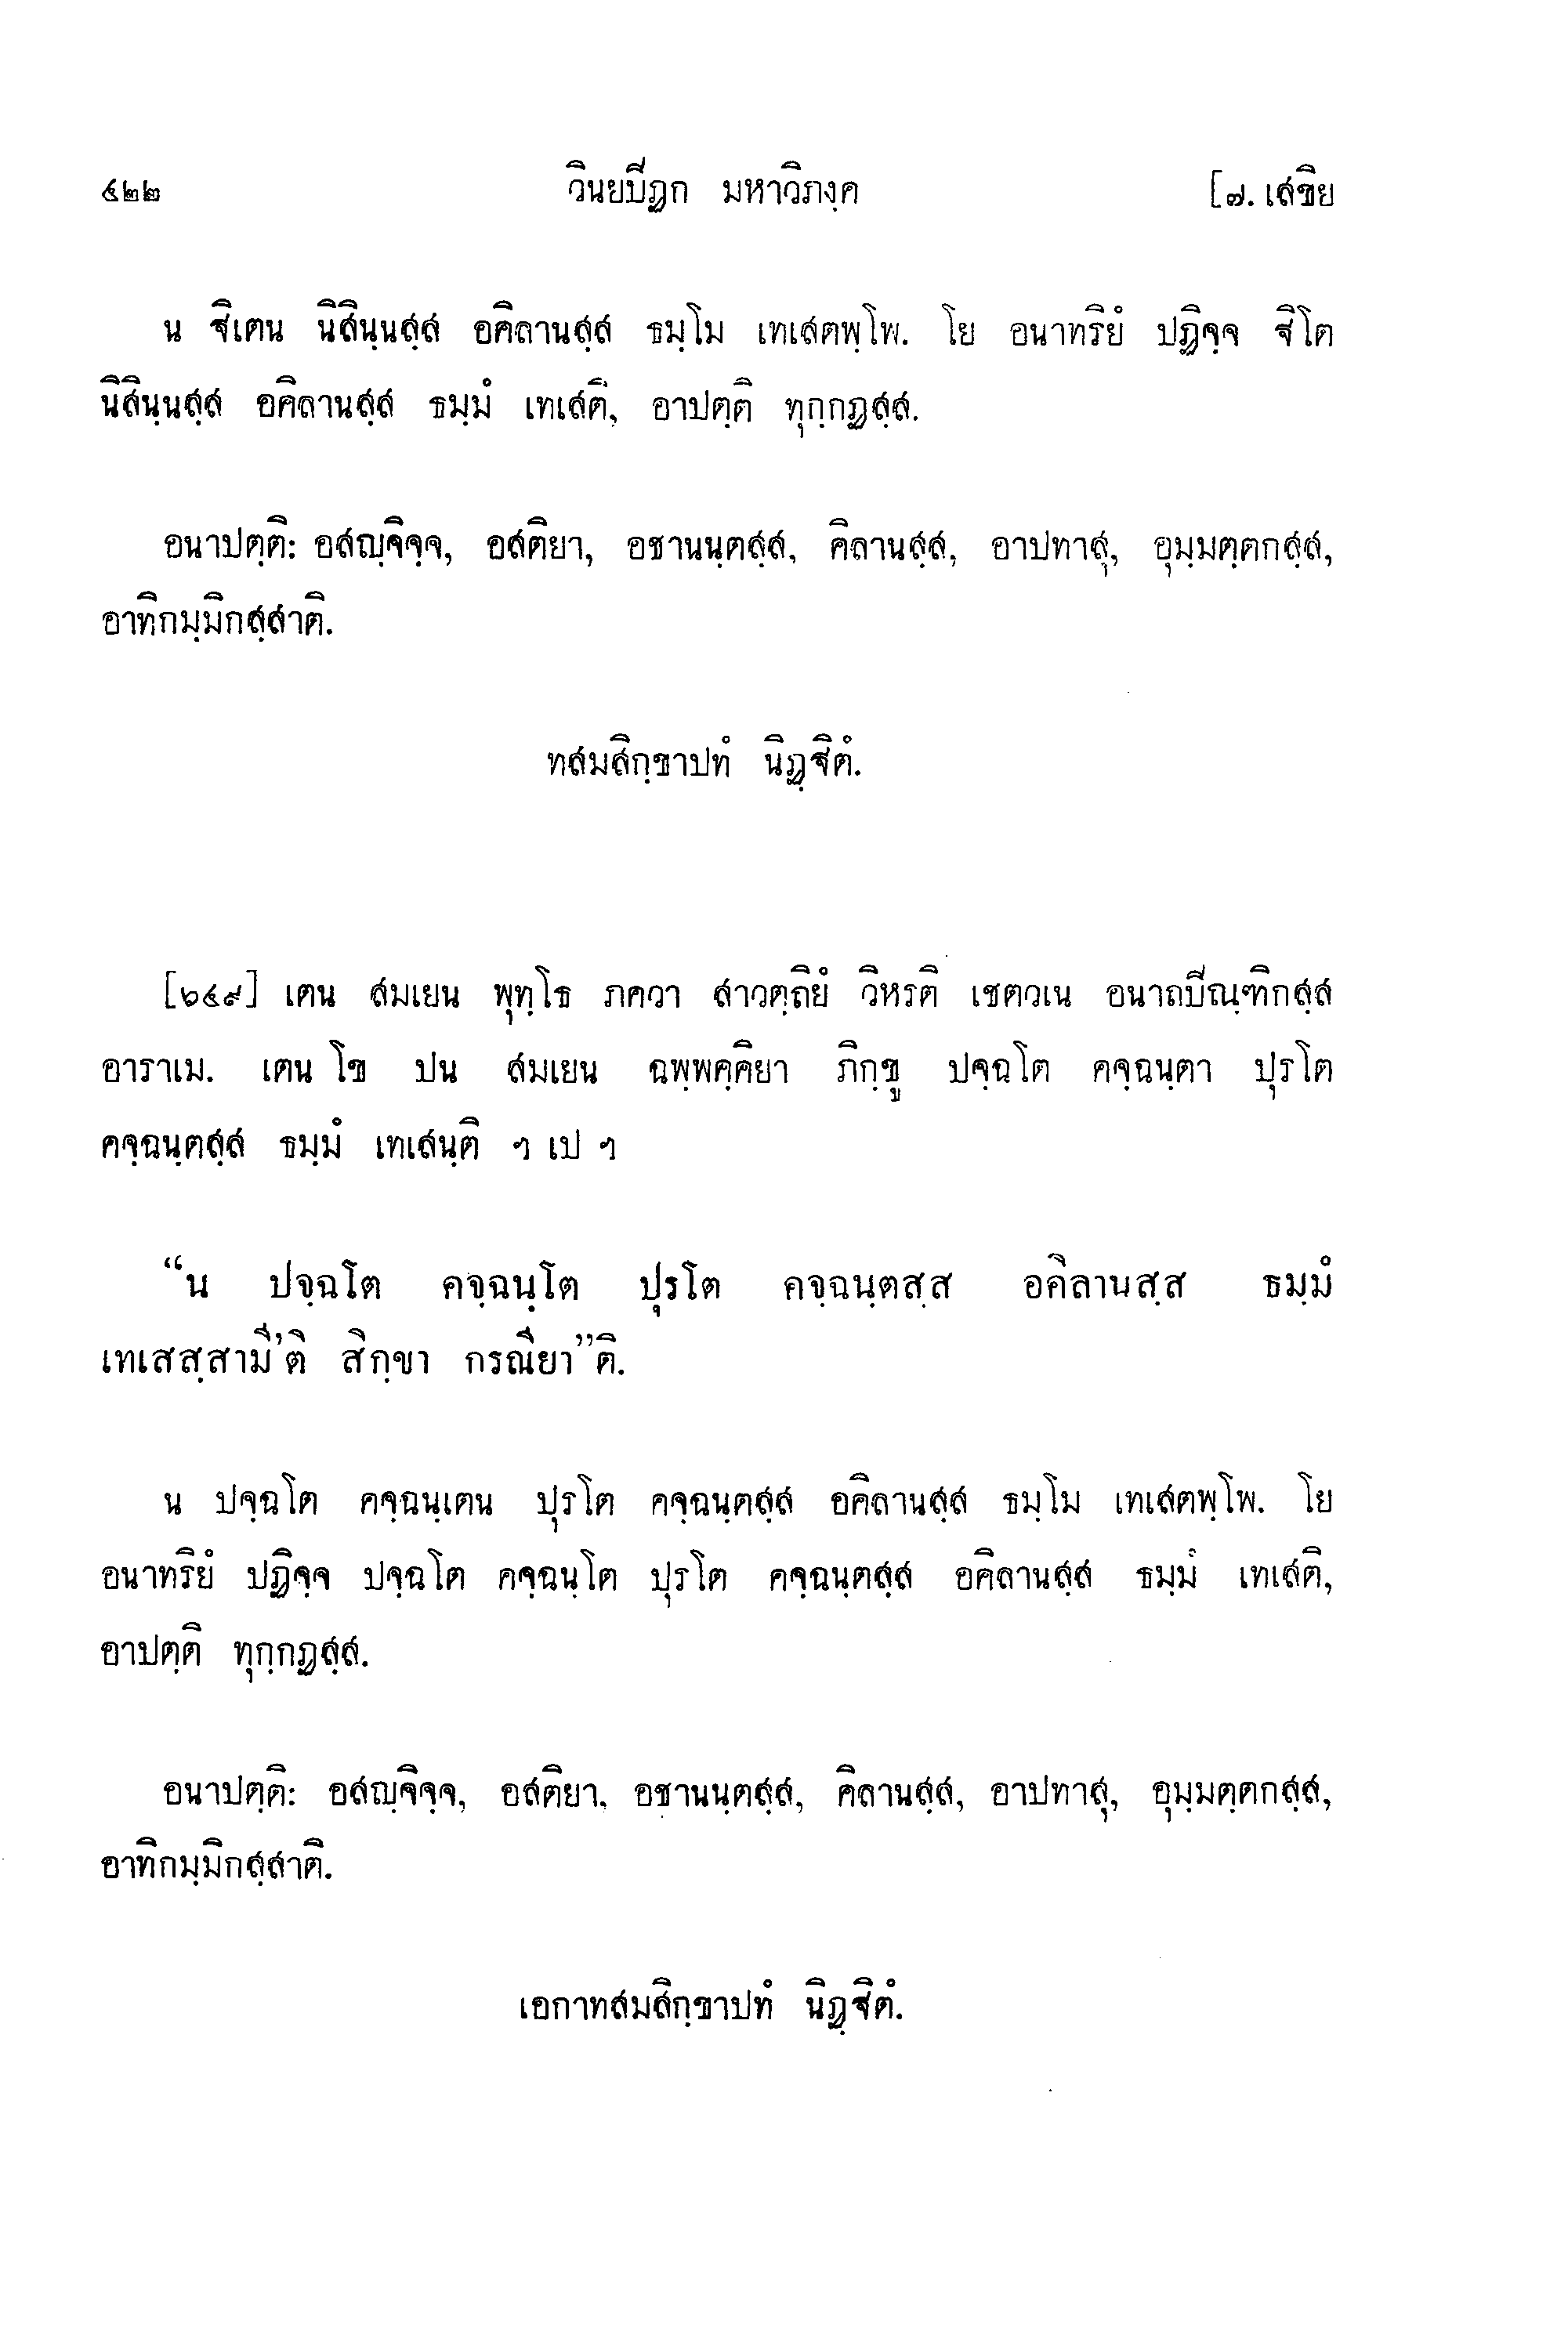 ๔๒๒ วินยปิฏก มหาวิภงฺค [๗. เสขิย
น ฐิเตน นิสินฺนสฺส อคิลานสฺส ธมฺโม เทเสตพฺโพ. โย อนาทริยํ ปฏิจฺจ ฐิโต
นิสินฺนสฺส อคิลานสฺส ธมฺมํ เทเสติ, อาปตฺติ ทุกฺกฏสฺส.
อนาปตฺติ: อสญฺจิจฺจ, อสติยา, อชานนฺตสฺส, คิลานสฺส, อาปทาสุ, อุมฺมตฺตกสฺส,
อาทิกมฺมิกสฺสาติ.
ทสมสิกฺขาปทํ นิฏฺฐิตํ.
[๖๔๙] เตน สมเยน พุทฺโธ ภควา สาวตฺถิยํ วิหรติ เชตวเน อนาถปิณฺฑิกสฺส
อาราเม. เตน โข ปน สมเยน ฉพฺพคฺคิยา ภิกฺขู ปจฺฉโต คจฺฉนฺตา ปุรโต
คจฺฉนฺตสฺส ธมฺมํ เทเสนฺติ ฯ เป ฯ
“น ปจฺฉโต คจฺฉนฺโต ปุรโต คจฺฉนฺตสฺส อคิลานสฺส ธมฺมํ
เทเสสฺสามี’ติ สิกฺขา กรณียา”ติ.
น ปจฺฉโต คจฺฉนฺเตน ปุรโต คจฺฉนฺตสฺส อคิลานสฺส ธมฺโม เทเสตพฺโพ. โย
อนาทริยํ ปฏิจฺจ ปจฺฉโต คจฺฉนฺโต ปุรโต คจฺฉนฺตสฺส อคิลานสฺส ธมฺมํ เทเสติ,
อาปตฺติ ทุกฺกฏสฺส.
อนาปตฺติ: อสญฺจิจฺจ, อสติยา, อชานนฺตสฺส, คิลานสฺส, อาปทาสุ, อุมฺมตฺตกสฺส,
อาทิกมฺมิกสฺสาติ.
เอกาทสมสิกฺขาปทํ นิฏฺฐิตํ.